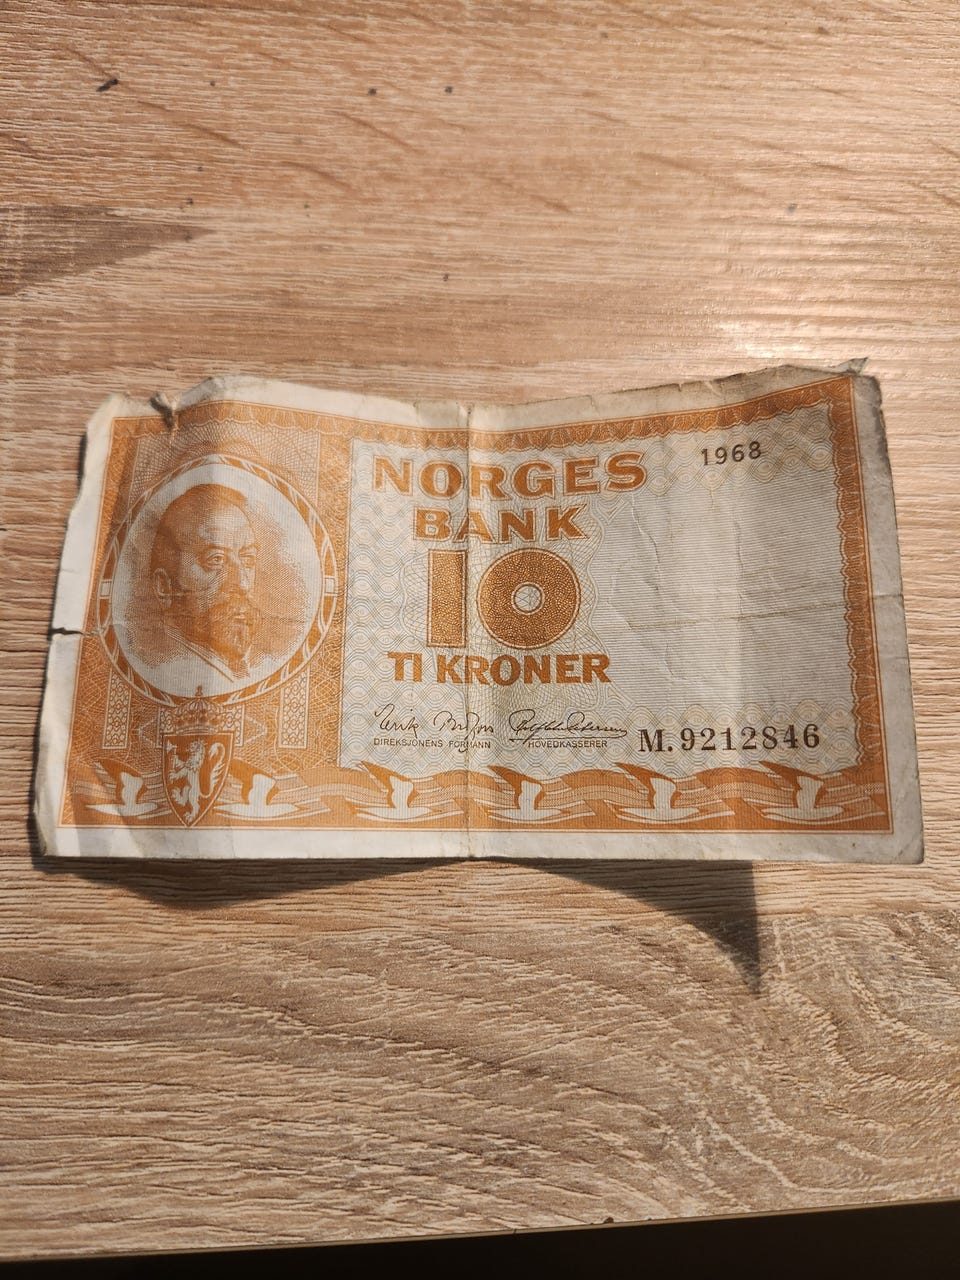 NORGES
1968
BANK
10
TI KRONER
DIREKSJONENS FORMANN
HOVEDKASSERER
M.9212846